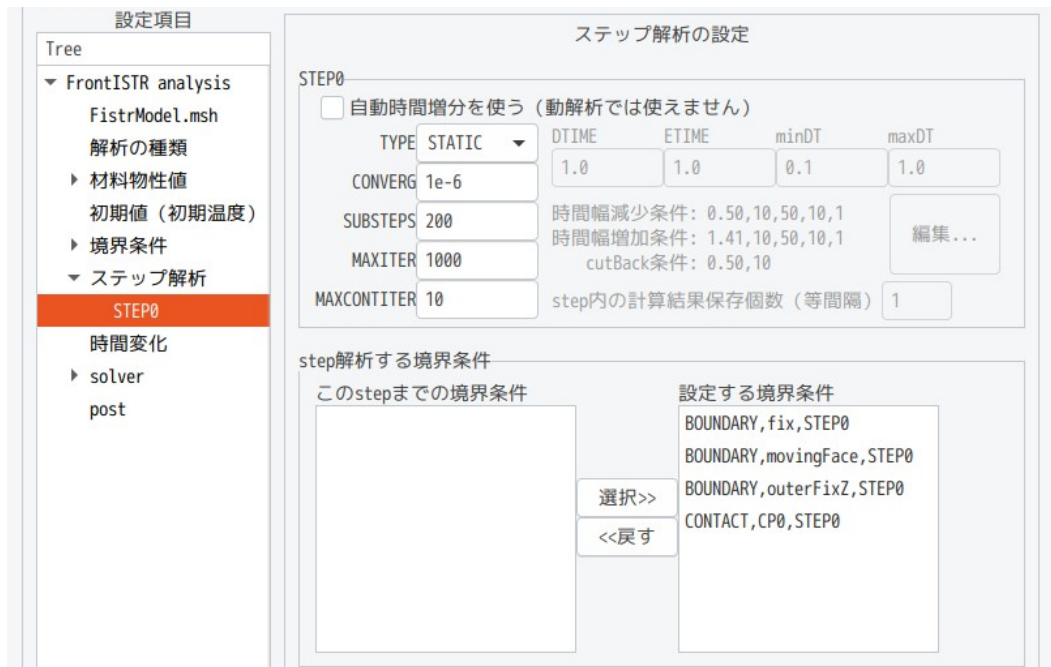 設定項目
Tree
FrontISTR analysis
FistrModel.msh
解析の種類
材料物性値
初期値（初期温度）
境界条件
ステップ解析
STEP0
時間変化
solver
post
ステップ解析の設定
STEP0
自動時間増分を使う（動解析では使えません）
TYPE STATIC
CONVERG 1e-6
SUBSTEPS 200
MAXITER 1000
MAXCONTITER 10
DTIME ETIME minDT maxDT
1.0 1.0 0.1 1.0
時間幅減少条件: 0.50,10,50,10,1
時間幅増加条件: 1.41,10,50,10,1
cutBack条件: 0.50,10
編集...
step内の計算結果保存個数（等間隔） 1
step解析する境界条件
このstepまでの境界条件
選択>>
<<戻す
設定する境界条件
BOUNDARY,fix,STEP0
BOUNDARY,movingFace,STEP0
BOUNDARY,outerFixZ,STEP0
CONTACT,CP0,STEP0